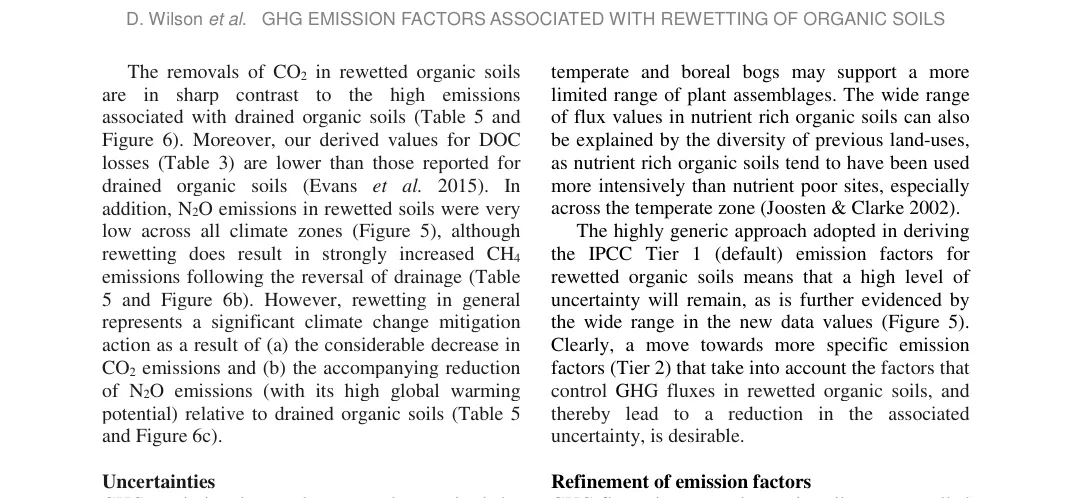 D. Wilson et al. GHG EMISSION FACTORS ASSOCIATED WITH REWETTING OF ORGANIC SOILS
The removals of CO2 in rewetted organic soils
are in sharp contrast to the high emissions
associated with drained organic soils (Table 5 and
Figure 6). Moreover, our derived values for DOC
losses (Table 3) are lower than those reported for
drained organic soils (Evans et al. 2015). In
addition, N2O emissions in rewetted soils were very
low across all climate zones (Figure 5), although
rewetting does result in strongly increased CH4
emissions following the reversal of drainage (Table
5 and Figure 6b). However, rewetting in general
represents a significant climate change mitigation
action as a result of (a) the considerable decrease in
CO2 emissions and (b) the accompanying reduction
of N2O emissions (with its high global warming
potential) relative to drained organic soils (Table 5
and Figure 6c).
Uncertainties
temperate and boreal bogs may support a more
limited range of plant assemblages. The wide range
of flux values in nutrient rich organic soils can also
be explained by the diversity of previous land-uses,
as nutrient rich organic soils tend to have been used
more intensively than nutrient poor sites, especially
across the temperate zone (Joosten & Clarke 2002).
The highly generic approach adopted in deriving
the IPCC Tier 1 (default) emission factors for
rewetted organic soils means that a high level of
uncertainty will remain, as is further evidenced by
the wide range in the new data values (Figure 5).
Clearly, a move towards more specific emission
factors (Tier 2) that take into account the factors that
control GHG fluxes in rewetted organic soils, and
thereby lead to a reduction in the associated
uncertainty, is desirable.
Refinement of emission factors